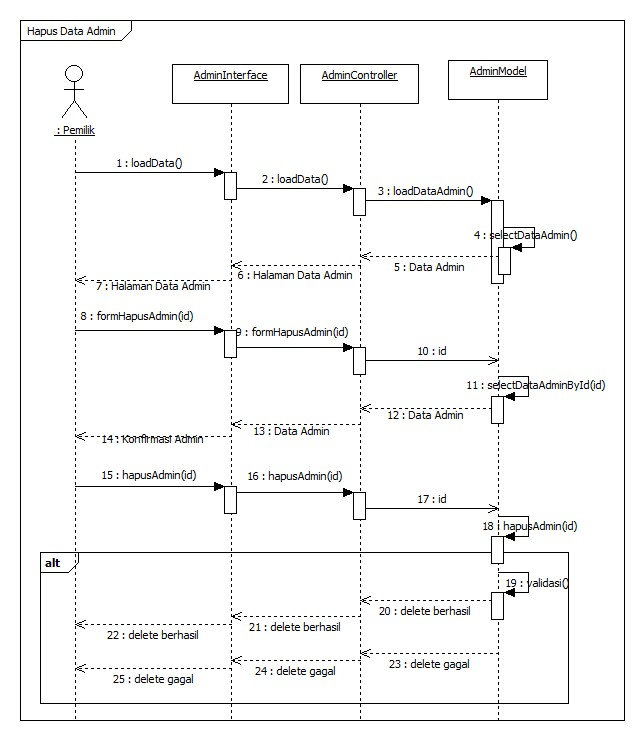 Hapus Data Admin
AdminInterface
AdminController
AdminModel
: Pemilik
1 : loadData()
2 : loadData()
3 : loadDataAdmin()
4 : selectDataAdmin()
5 : Data Admin
6 : Halaman Data Admin
7 : Halaman Data Admin
8 : formHapusAdmin(id)
9 : formHapusAdmin(id)
10 : id
11 : selectDataAdminById(id)
12 : Data Admin
13 : Data Admin
14 : Konfirmasi Admin
15 : hapusAdmin(id)
16 : hapusAdmin(id)
17 : id
18 : hapusAdmin(id)
alt
19 : validasi()
20 : delete berhasil
21 : delete berhasil
22 : delete berhasil
23 : delete gagal
24 : delete gagal
25 : delete gagal